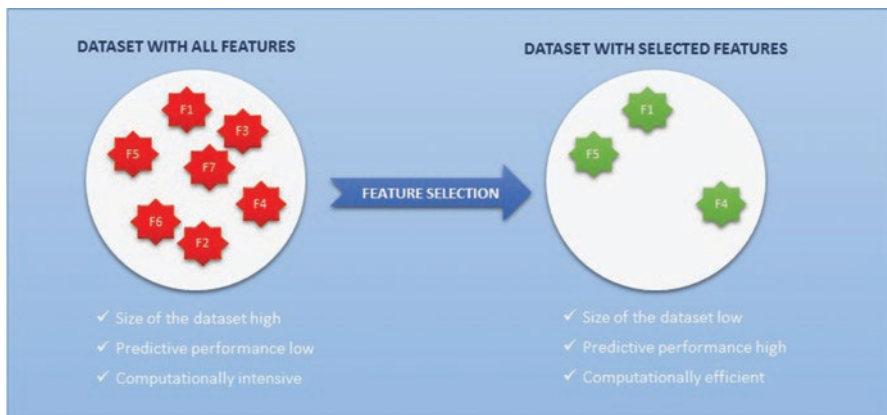 DATASET WITH ALL FEATURES
F1
F3
F5
F7
F4
F6
F2
✓ Size of the dataset high
✓ Predictive performance low
✓ Computationally intensive
FEATURE SELECTION
DATASET WITH SELECTED FEATURES
F1
F5
F4
✓ Size of the dataset low
✓ Predictive performance high
✓ Computationally efficient